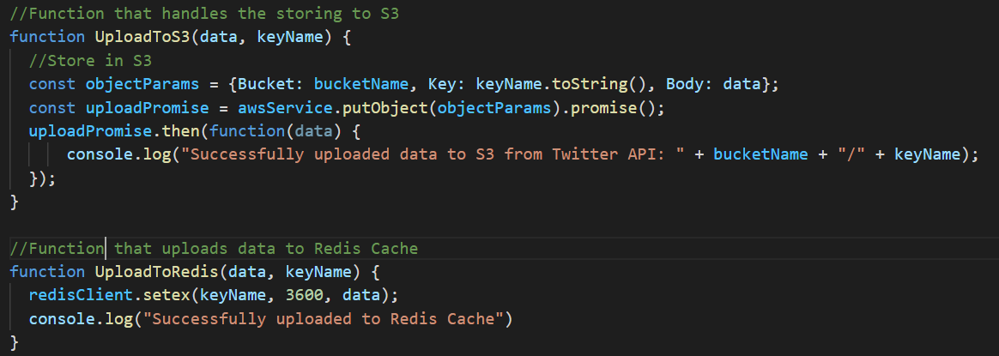 //Function that handles the storing to S3
function UploadToS3(data, keyName) {
//Store in S3
const objectParams = {Bucket: bucketName, Key: keyName.toString(), Body: data};
const uploadPromise = awsService.putObject(objectParams).promise();
uploadPromise.then(function(data) {
console.log("Successfully uploaded data to S3 from Twitter API: " + bucketName + "/" + keyName);
});
}
//Function that uploads data to Redis Cache
function UploadToRedis(data, keyName) {
redisClient.setex(keyName, 3600, data);
console.log("Successfully uploaded to Redis Cache")
}